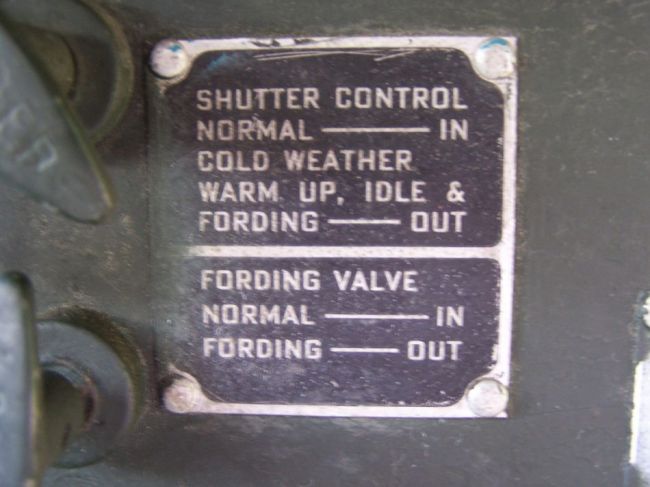 SHUTTER CONTROL
NORMAL —— IN
COLD WEATHER
WARM UP, IDLE &
FORDING —— OUT
FORDING VALVE
NORMAL —— IN
FORDING —— OUT